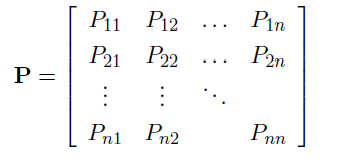 P₁₁ P₁₂ … P₁ₙ
P₂₁ P₂₂ … P₂ₙ
P = ⋮ ⋮ ⋱
Pₙ₁ Pₙ₂ Pₙₙ